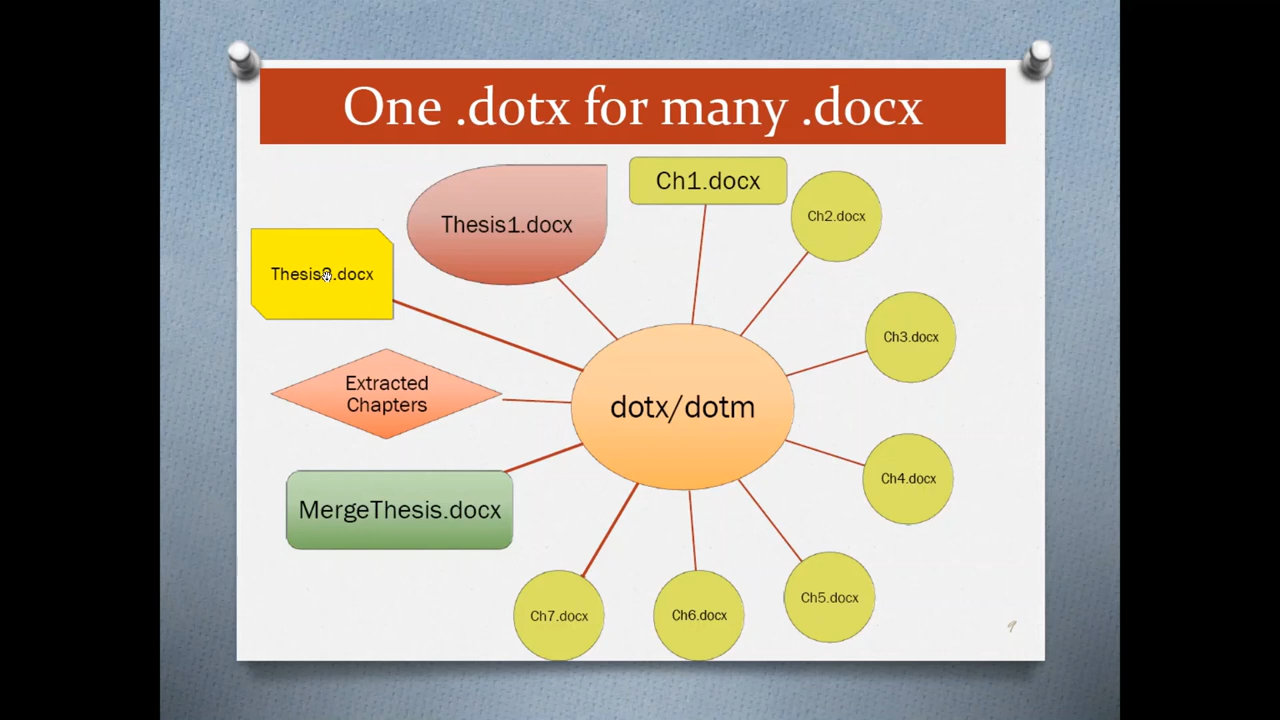 One .dotx for many .docx
Thesis1.docx
Ch1.docx
Ch2.docx
Ch3.docx
Extracted
Chapters
dotx/dotm
Ch4.docx
MergeThesis.docx
Ch5.docx
Ch7.docx
Ch6.docx
9